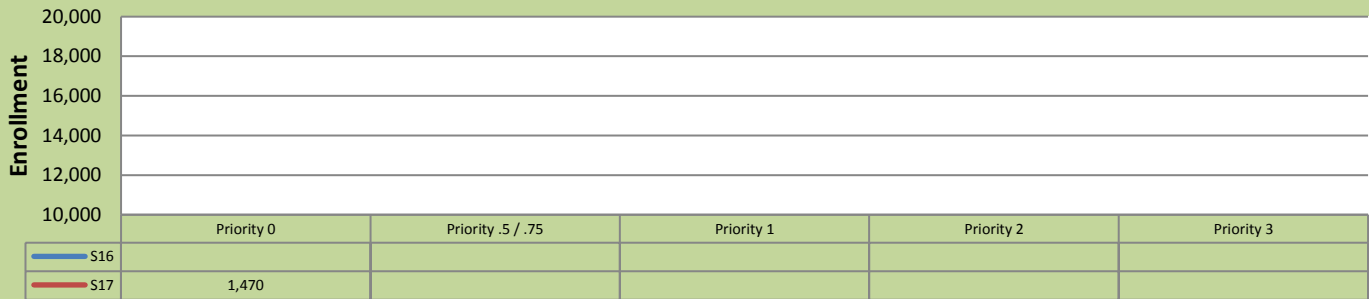 Enrollment
20,000
18,000
16,000
14,000
12,000
10,000
Priority 0 Priority .5 / .75 Priority 1 Priority 2 Priority 3
S16
S17 1,470